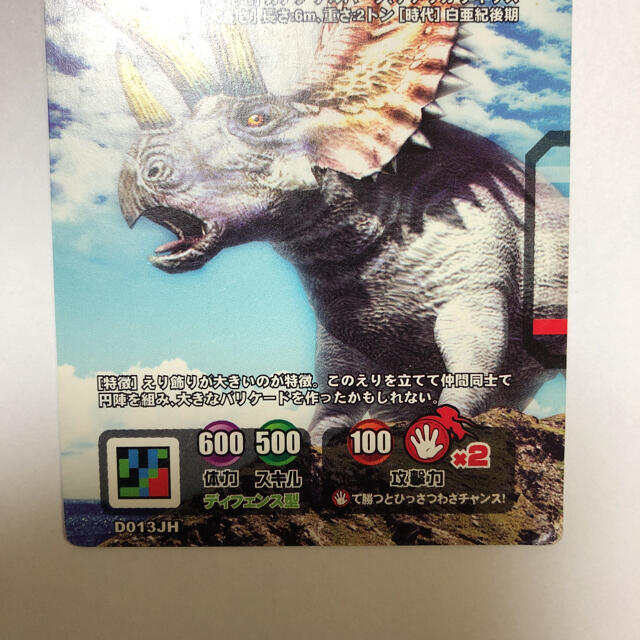 長さ:6m、重さ:2トン [時代] 白亜紀後期
[特徴] えり飾りが大きいのが特徴。このえりを立てて仲間同士で
円陣を組み、大きなバリケードを作ったかもしれない。
600 500 100 ×2
体力 スキル 攻撃力
ディフェンス型 で勝つとひっさつわざチャンス!
D013JH